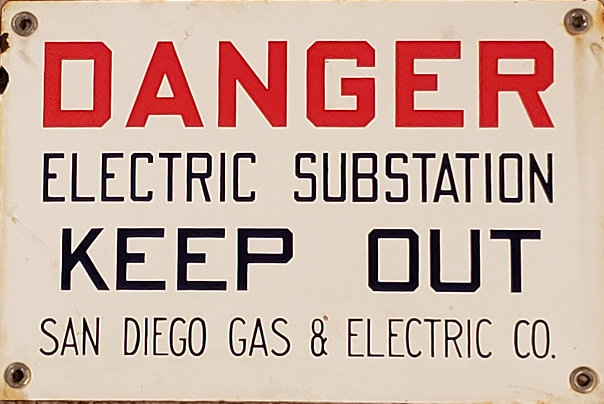 DANGER
ELECTRIC SUBSTATION
KEEP OUT
SAN DIEGO GAS & ELECTRIC CO.